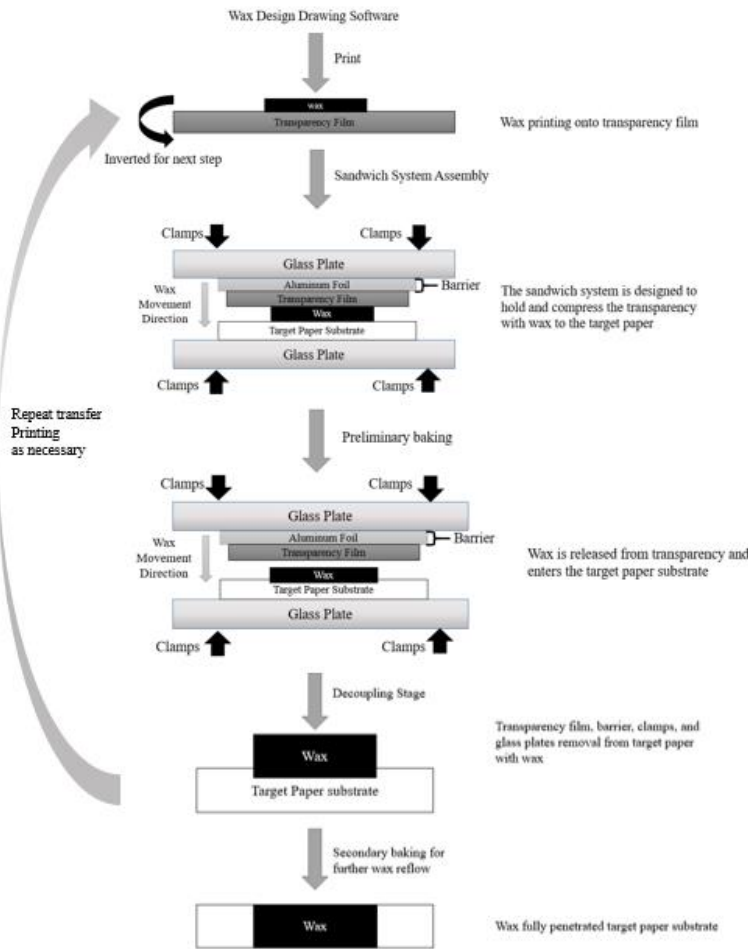 Wax Design Drawing Software
Print
wax
Transparency Film
Wax printing onto transparency film
Inverted for next step
Sandwich System Assembly
Clamps
Clamps
Glass Plate
Aluminum Foil
Barrier
Transparency Film
Wax
Movement
Direction
Wax
Target Paper Substrate
Glass Plate
The sandwich system is designed to
hold and compress the transparency
with wax to the target paper
Clamps
Clamps
Repeat transfer
Printing
as necessary
Preliminary baking
Clamps
Clamps
Glass Plate
Aluminum Foil
Barrier
Transparency Film
Wax
Movement
Direction
Wax
Target Paper Substrate
Glass Plate
Wax is released from transparency and
enters the target paper substrate
Clamps
Clamps
Decoupling Stage
Transparency film, barrier, clamps, and
glass plates removal from target paper
with wax
Wax
Target Paper substrate
Secondary baking for
further wax reflow
Wax
Wax fully penetrated target paper substrate